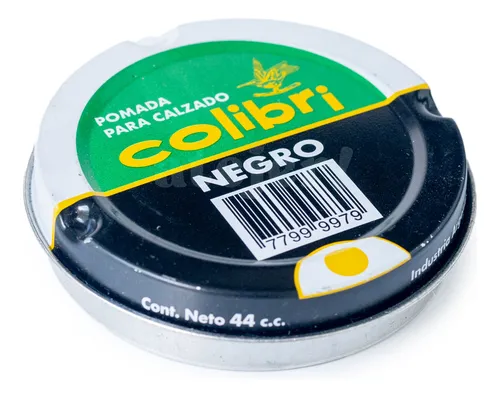 POMADA
PARA CALZADO
colibri
NEGRO
7799 9979
Cont. Neto 44 c.c.
Industria